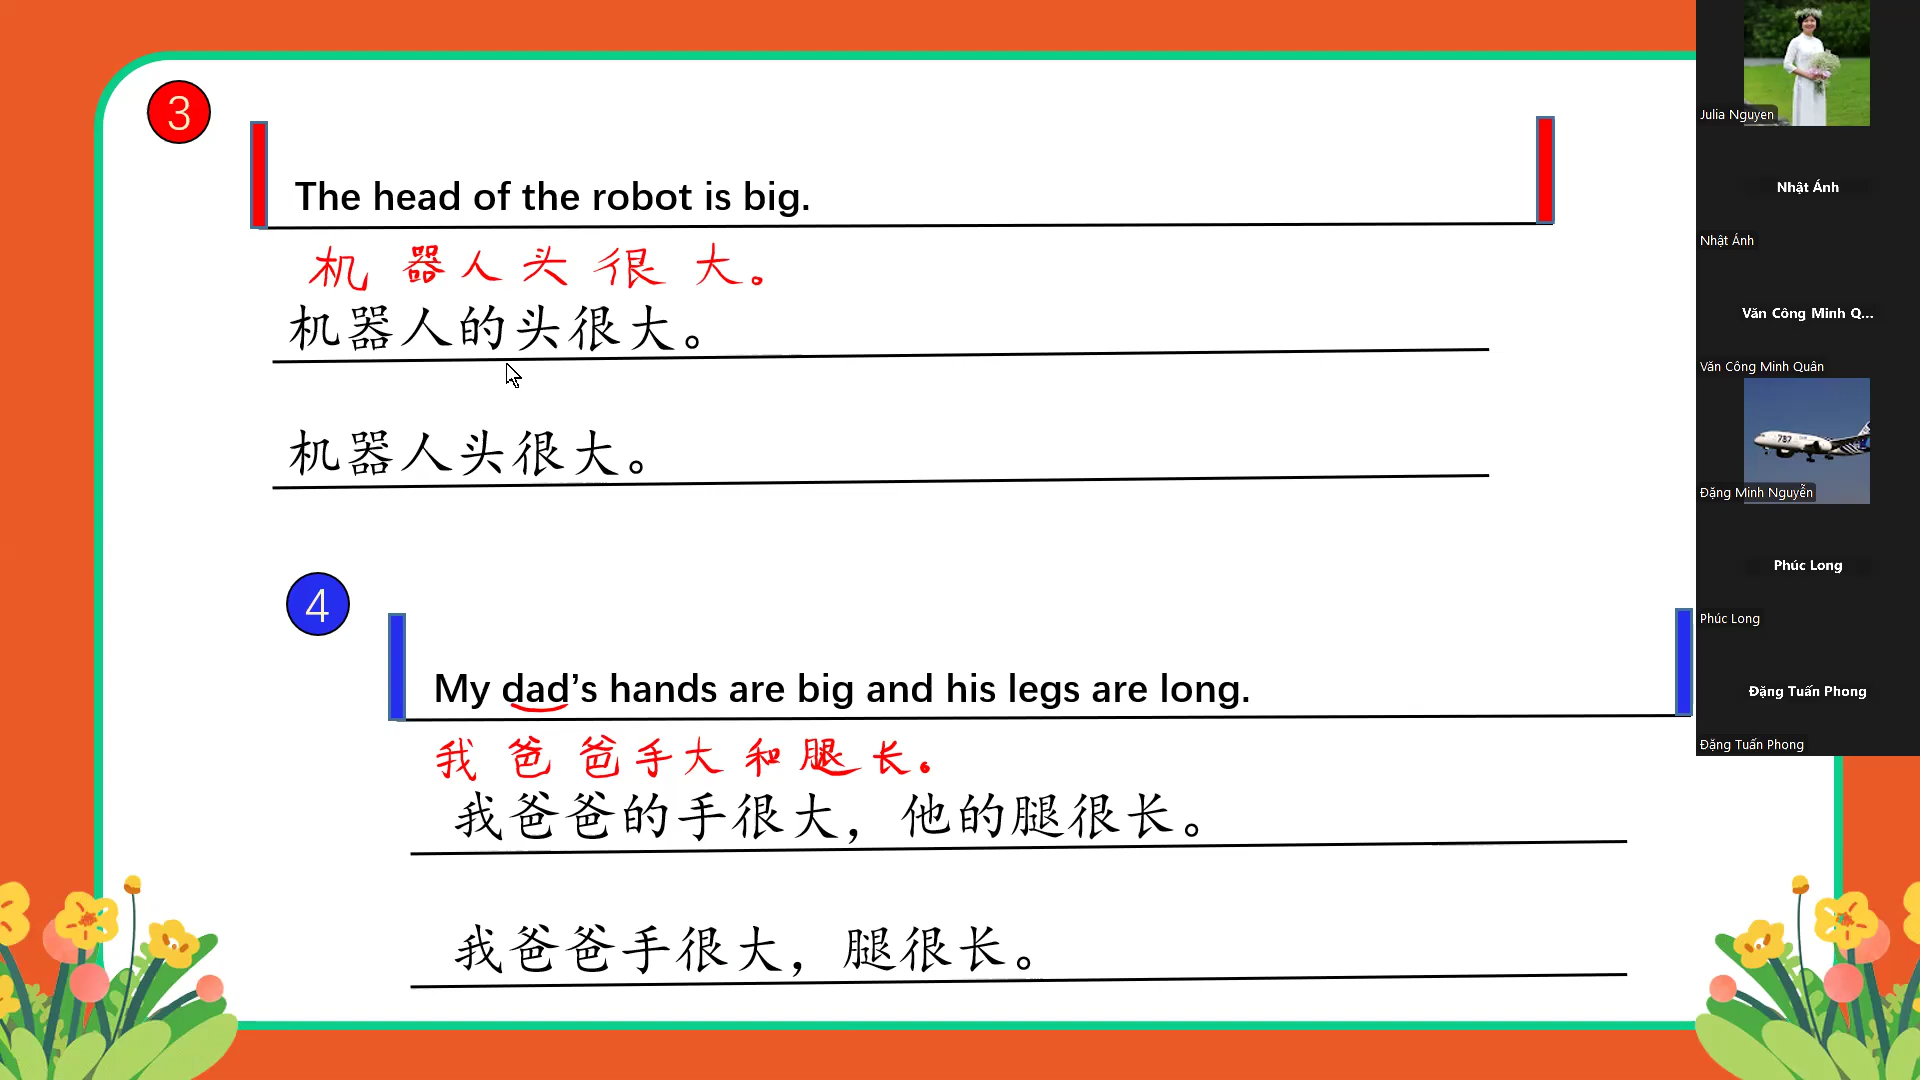 3
The head of the robot is big.
机器人头很大。
机器人的头很大。
机器人头很大。
4
My dad’s hands are big and his legs are long.
我爸爸手大和腿长。
我爸爸的手很大，他的腿很长。
我爸爸手很大，腿很长。
Julia Nguyen
Nhật Ánh
Nhật Ánh
Văn Công Minh Q...
Văn Công Minh Quân
787
Đặng Minh Nguyễn
Phúc Long
Phúc Long
Đặng Tuấn Phong
Đặng Tuấn Phong